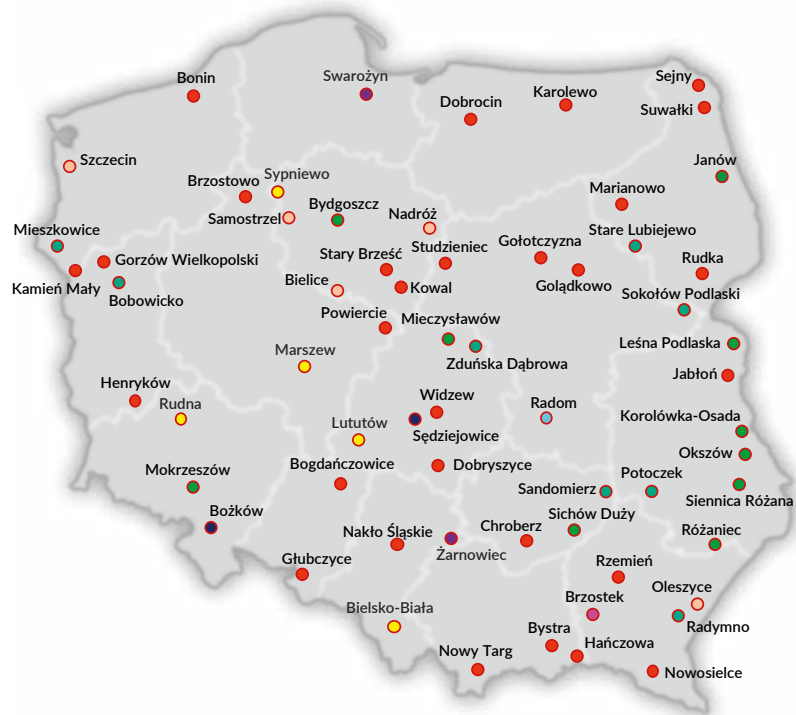 Bonin
Swarożyn
Sejny
Karolewo
Dobrocin
Suwałki
Szczecin
Janów
Sypniewo
Brzostowo
Marianowo
Bydgoszcz
Samostrzel
Nadróż
Mieszkowice
Stare Lubiejewo
Gołotczyzna
Studzieniec
Stary Brześć
Rudka
Gorzów Wielkopolski
Bielice
Kamień Mały
Kowal
Golądkowo
Bobowicko
Sokołów Podlaski
Powiercie
Mieczysławów
Leśna Podlaska
Marszew
Zduńska Dąbrowa
Jabłoń
Henryków
Widzew
Rudna
Radom
Korolówka-Osada
Lututów
Sędziejowice
Okszów
Bogdańczowice
Dobryszyce
Mokrzeszów
Potoczek
Sandomierz
Siennica Różana
Bożków
Sichów Duży
Chroberz
Nakło Śląskie
Różaniec
Żarnowiec
Głubczyce
Rzemień
Oleszyce
Brzostek
Bielsko-Biała
Radymno
Bystra
Hańczowa
Nowy Targ
Nowosielce